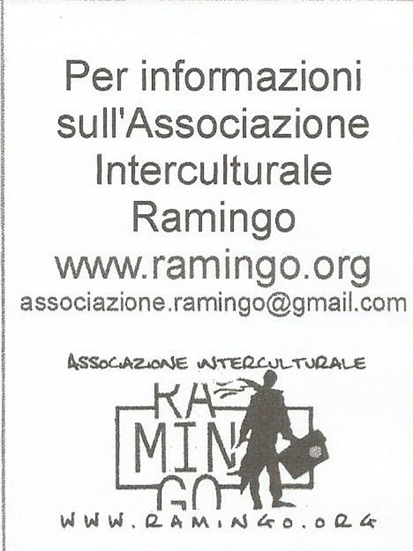 Per informazioni
sull'Associazione
Interculturale
Ramingo
www.ramingo.org
associazione.ramingo@gmail.com
ASSOCIAZIONE INTERCULTURALE
RA
MIN
GO
WWW.RAMINGO.ORG